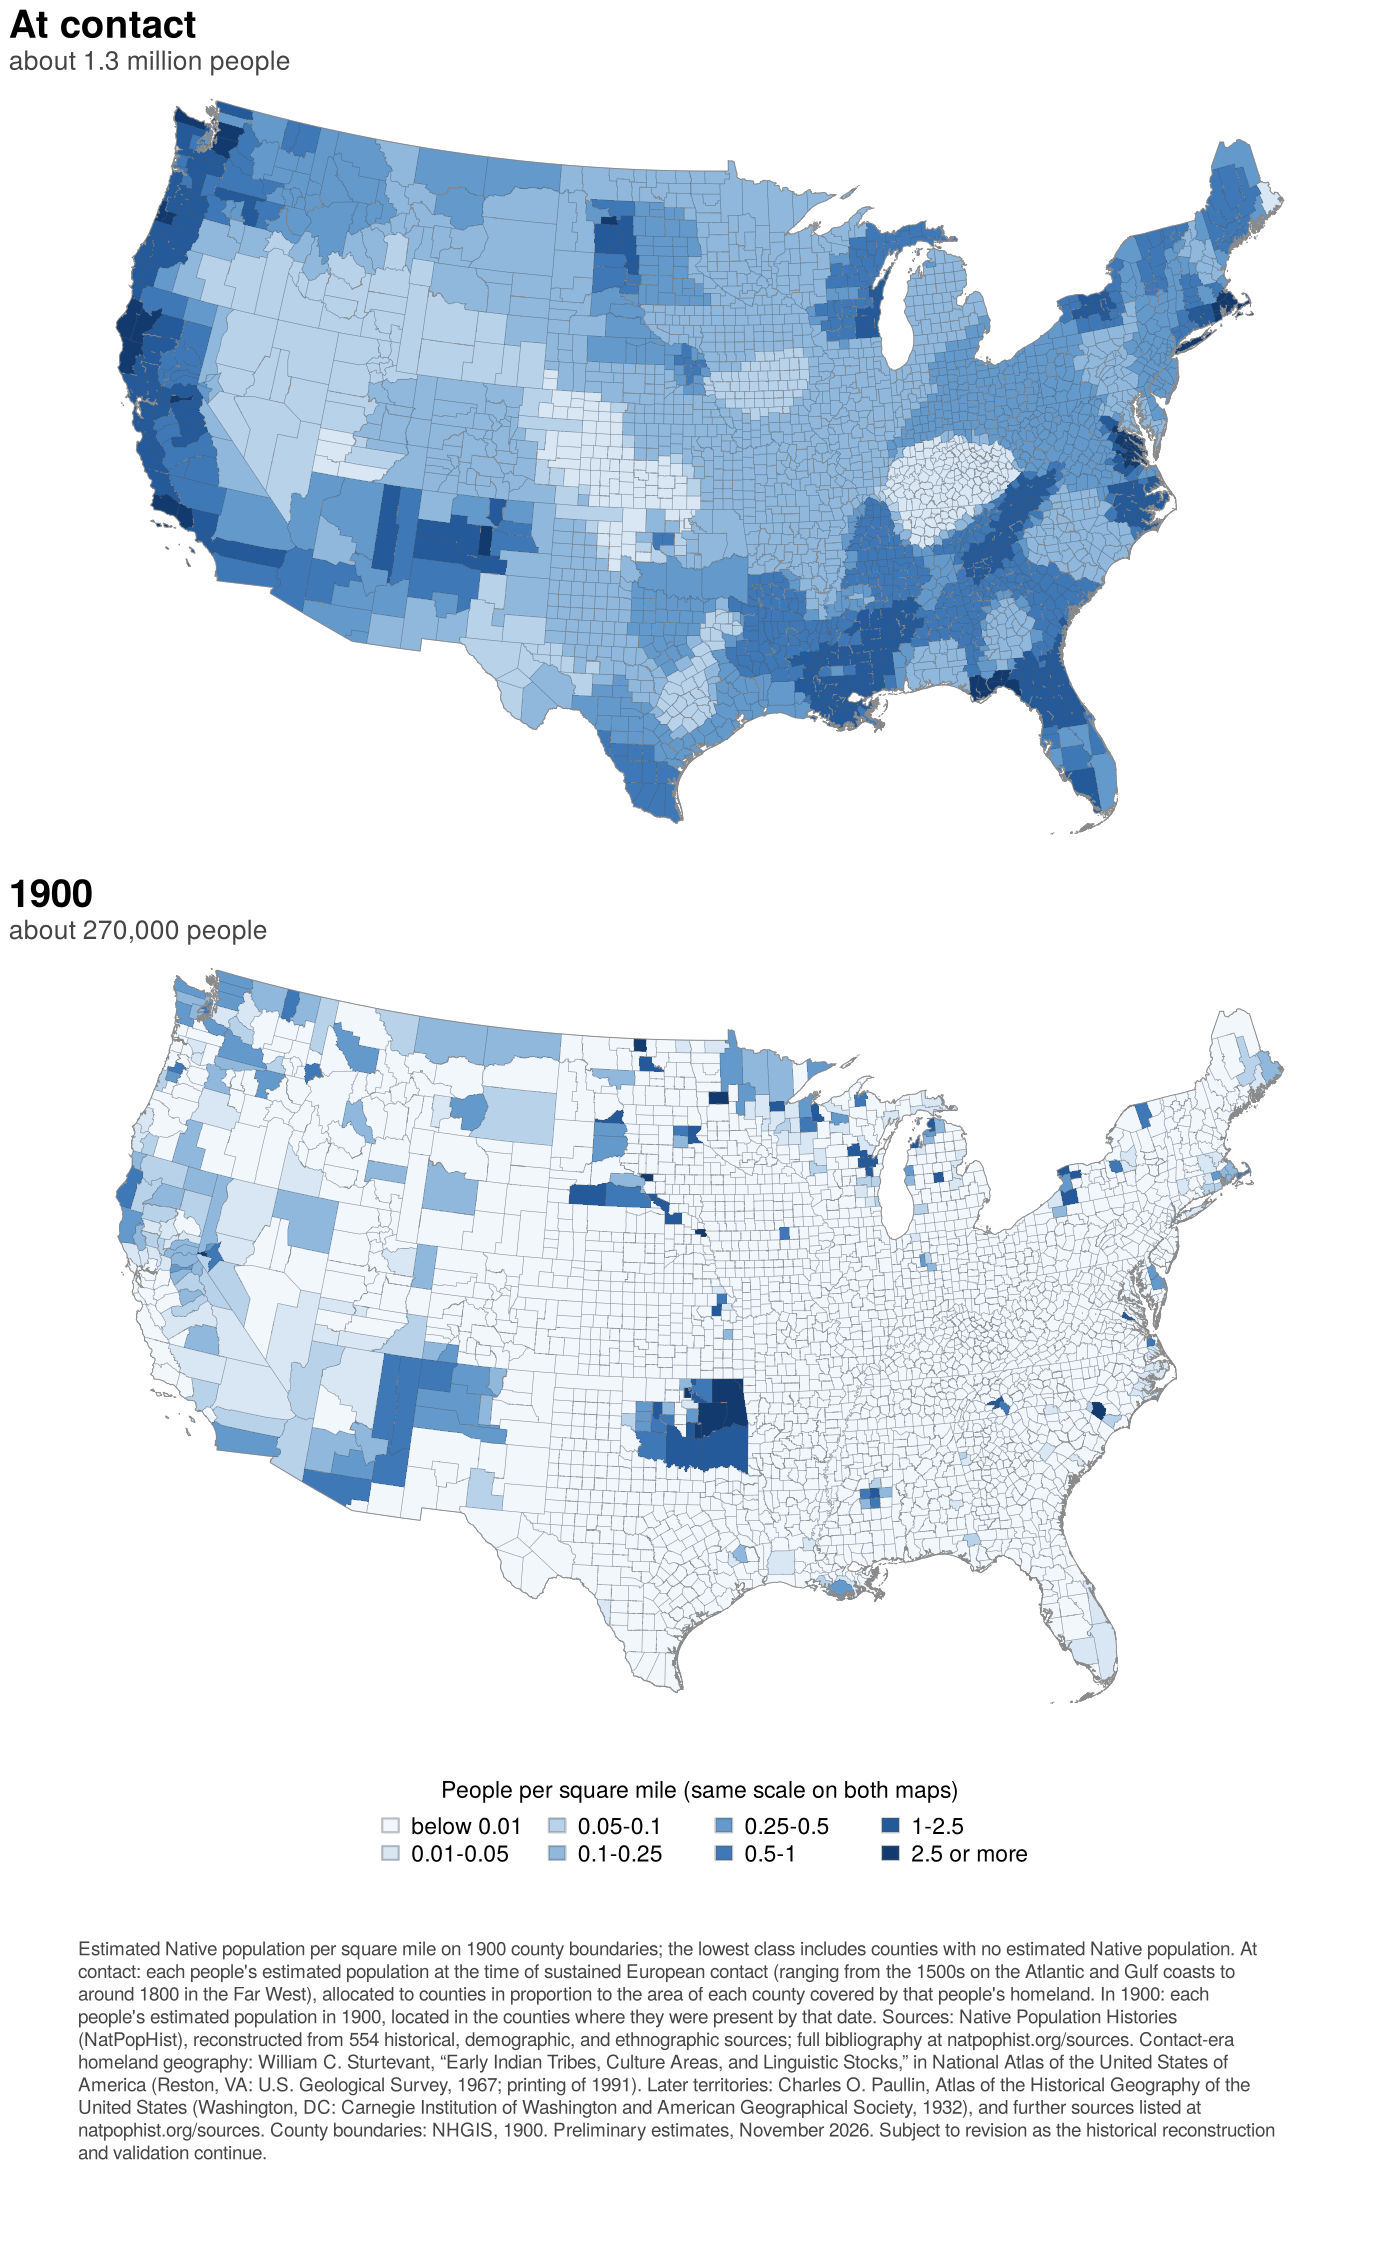 At contact
about 1.3 million people
1900
about 270,000 people
People per square mile (same scale on both maps)
below 0.01
0.05-0.1
0.25-0.5
1-2.5
0.01-0.05
0.1-0.25
0.5-1
2.5 or more
Estimated Native population per square mile on 1900 county boundaries; the lowest class includes counties with no estimated Native population. At
contact: each people's estimated population at the time of sustained European contact (ranging from the 1500s on the Atlantic and Gulf coasts to
around 1800 in the Far West), allocated to counties in proportion to the area of each county covered by that people's homeland. In 1900: each
people's estimated population in 1900, located in the counties where they were present by that date. Sources: Native Population Histories
(NatPopHist), reconstructed from 554 historical, demographic, and ethnographic sources; full bibliography at natpophist.org/sources. Contact-era
homeland geography: William C. Sturtevant, “Early Indian Tribes, Culture Areas, and Linguistic Stocks,” in National Atlas of the United States of
America (Reston, VA: U.S. Geological Survey, 1967; printing of 1991). Later territories: Charles O. Paullin, Atlas of the Historical Geography of the
United States (Washington, DC: Carnegie Institution of Washington and American Geographical Society, 1932), and further sources listed at
natpophist.org/sources. County boundaries: NHGIS, 1900. Preliminary estimates, November 2026. Subject to revision as the historical reconstruction
and validation continue.